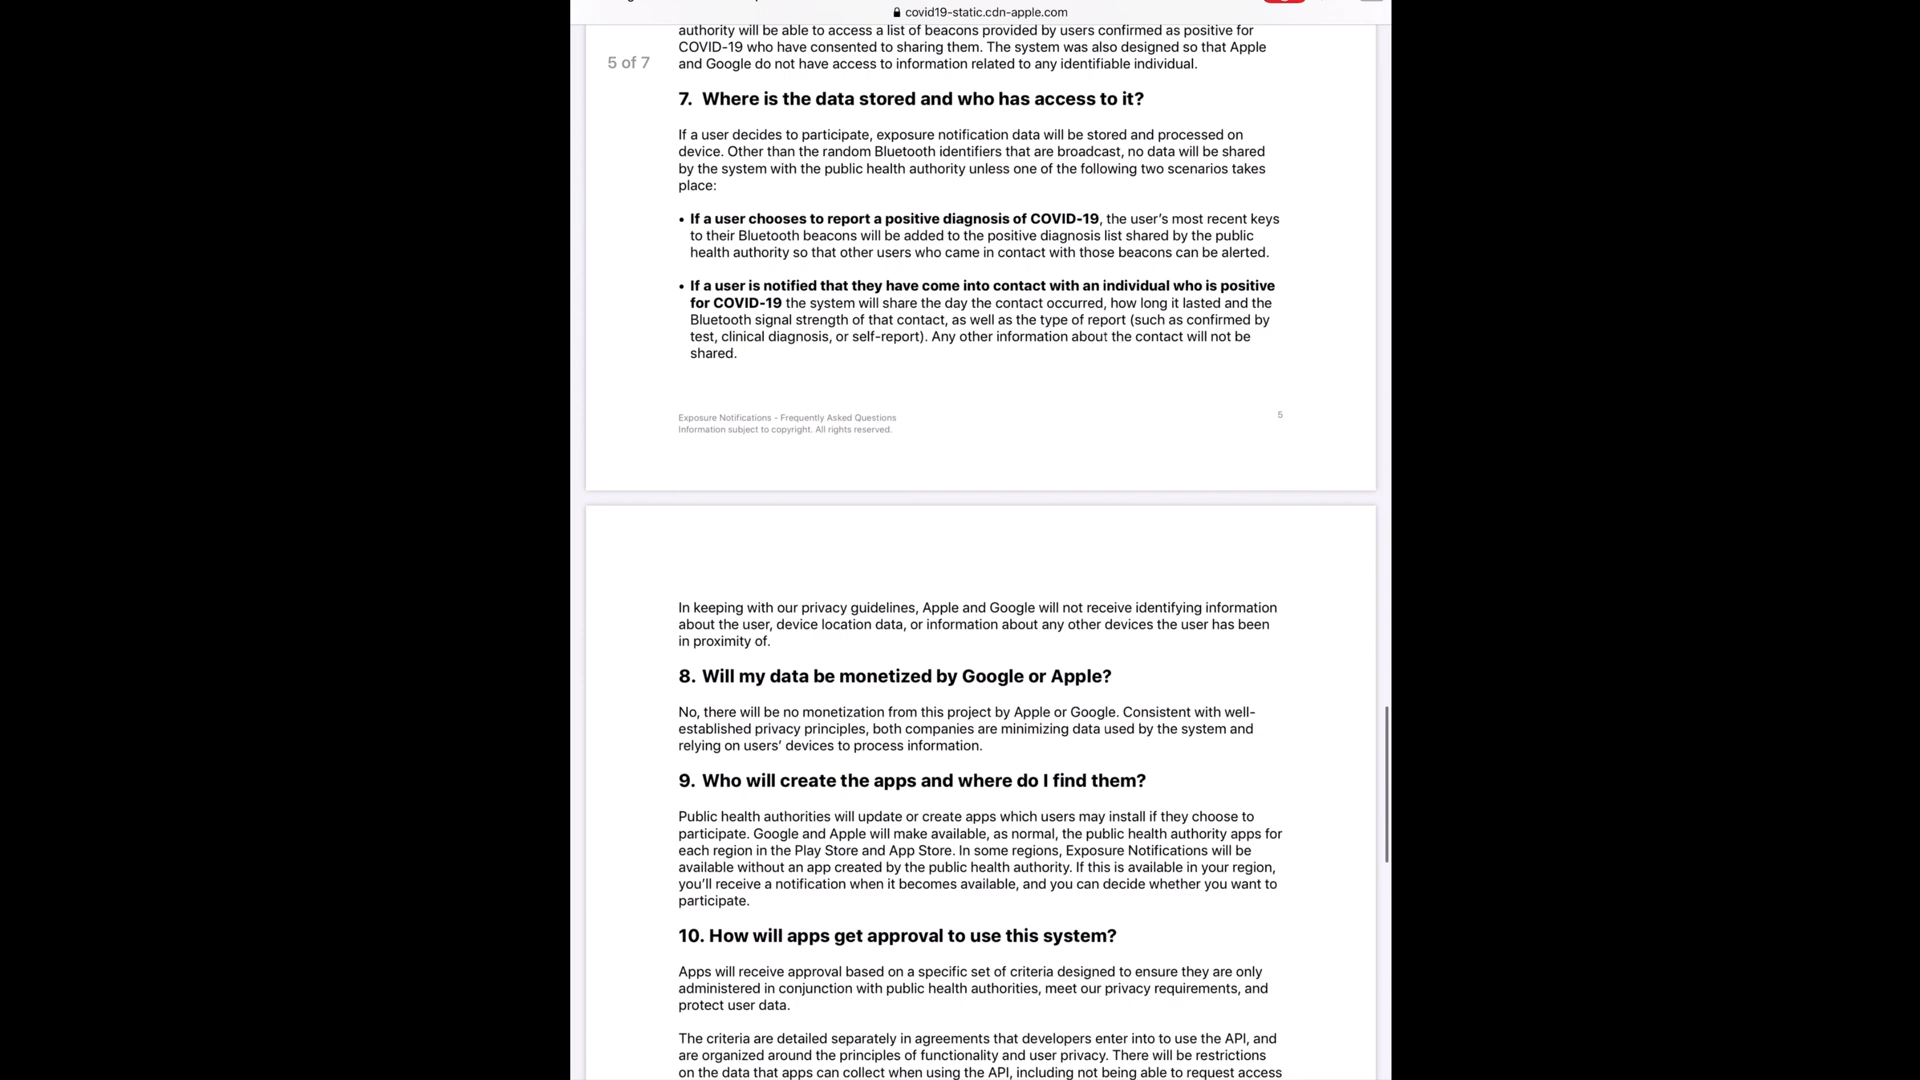 covid19-static.cdn-apple.com
authority will be able to access a list of beacons provided by users confirmed as positive for
COVID-19 who have consented to sharing them. The system was also designed so that Apple
5 of 7
and Google do not have access to information related to any identifiable individual.
7. Where is the data stored and who has access to it?
If a user decides to participate, exposure notification data will be stored and processed on
device. Other than the random Bluetooth identifiers that are broadcast, no data will be shared
by the system with the public health authority unless one of the following two scenarios takes
place:
• If a user chooses to report a positive diagnosis of COVID-19, the user's most recent keys
to their Bluetooth beacons will be added to the positive diagnosis list shared by the public
health authority so that other users who came in contact with those beacons can be alerted.
• If a user is notified that they have come into contact with an individual who is positive
for COVID-19 the system will share the day the contact occurred, how long it lasted and the
Bluetooth signal strength of that contact, as well as the type of report (such as confirmed by
test, clinical diagnosis, or self-report). Any other information about the contact will not be
shared.
Exposure Notifications - Frequently Asked Questions
5
Information subject to copyright. All rights reserved.
In keeping with our privacy guidelines, Apple and Google will not receive identifying information
about the user, device location data, or information about any other devices the user has been
in proximity of.
8. Will my data be monetized by Google or Apple?
No, there will be no monetization from this project by Apple or Google. Consistent with well-
established privacy principles, both companies are minimizing data used by the system and
relying on users' devices to process information.
9. Who will create the apps and where do I find them?
Public health authorities will update or create apps which users may install if they choose to
participate. Google and Apple will make available, as normal, the public health authority apps for
each region in the Play Store and App Store. In some regions, Exposure Notifications will be
available without an app created by the public health authority. If this is available in your region,
you'll receive a notification when it becomes available, and you can decide whether you want to
participate.
10. How will apps get approval to use this system?
Apps will receive approval based on a specific set of criteria designed to ensure they are only
administered in conjunction with public health authorities, meet our privacy requirements, and
protect user data.
The criteria are detailed separately in agreements that developers enter into to use the API, and
are organized around the principles of functionality and user privacy. There will be restrictions
on the data that apps can collect when using the API, including not being able to request access